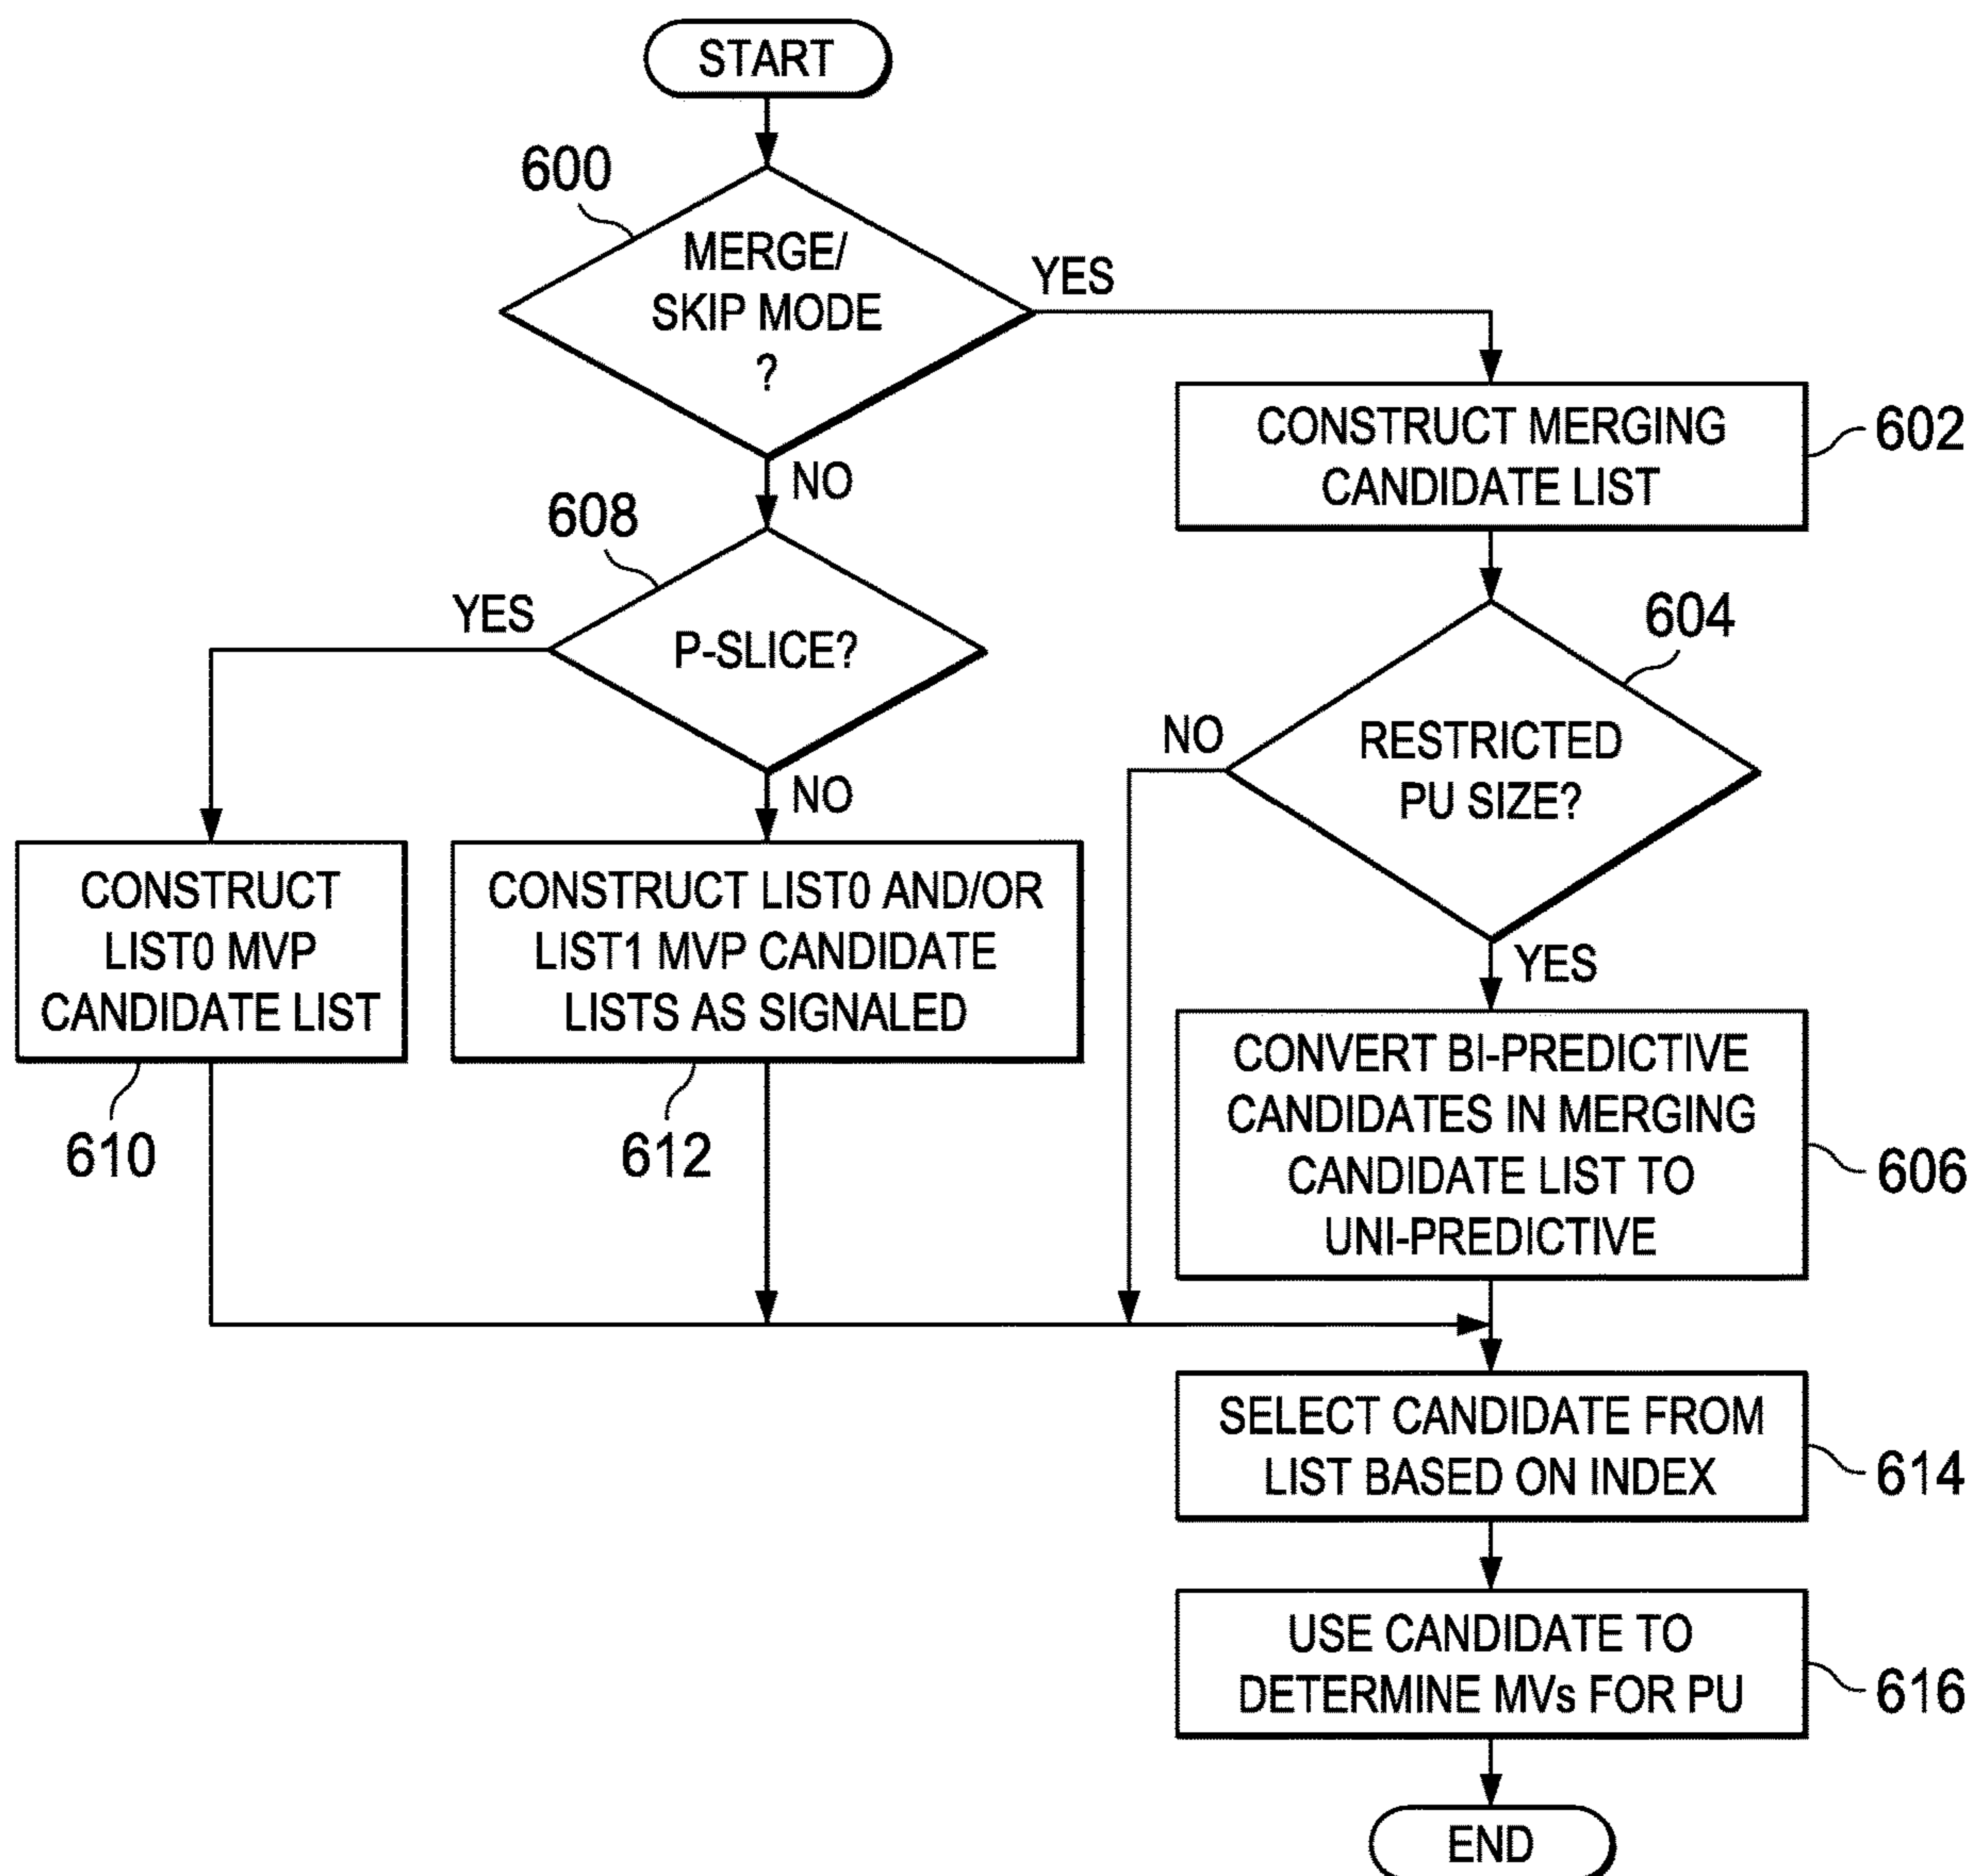 START
600
MERGE/
SKIP MODE
?
YES
NO
CONSTRUCT MERGING
CANDIDATE LIST
602
608
YES
P-SLICE?
NO
604
NO
RESTRICTED
PU SIZE?
YES
CONSTRUCT
LIST0 MVP
CANDIDATE LIST
610
CONSTRUCT LIST0 AND/OR
LIST1 MVP CANDIDATE
LISTS AS SIGNALED
612
CONVERT BI-PREDICTIVE
CANDIDATES IN MERGING
CANDIDATE LIST TO
UNI-PREDICTIVE
606
SELECT CANDIDATE FROM
LIST BASED ON INDEX
614
USE CANDIDATE TO
DETERMINE MVs FOR PU
616
END